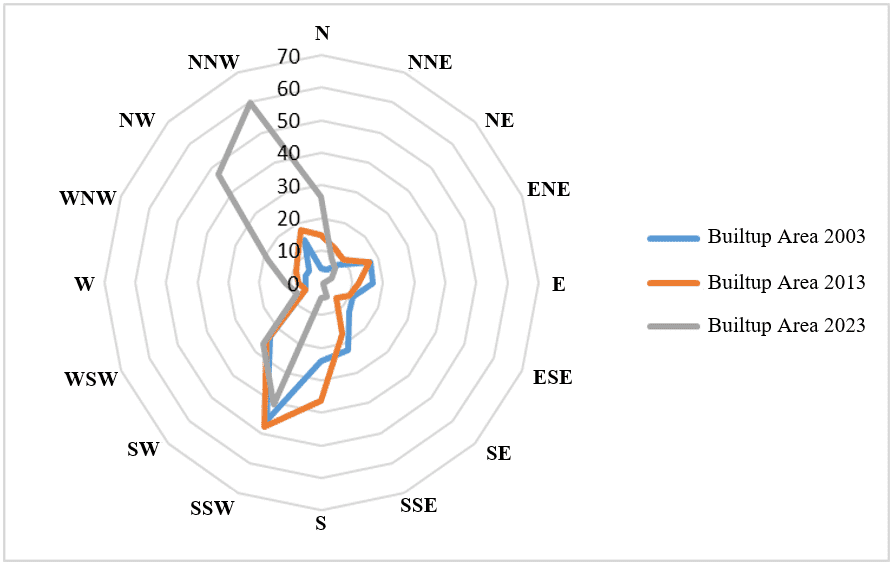 N
NNE
NE
ENE
E
ESE
SE
SSE
S
SSW
SW
WSW
W
WNW
NW
NNW
70
60
50
40
30
20
10
0
Builtup Area 2003
Builtup Area 2013
Builtup Area 2023